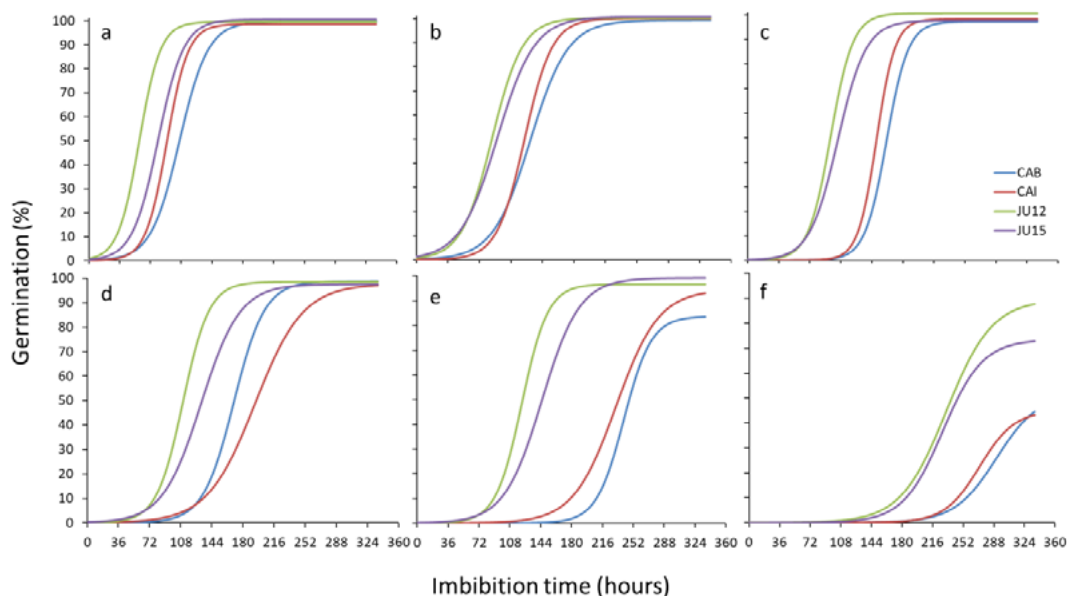 Germination (%)
100
90
80
70
60
50
40
30
20
10
0
a
b
c
CAB
CAI
JU12
JU15
100
90
80
70
60
50
40
30
20
10
0
d
e
f
0 36 72 108 144 180 216 252 288 324 360
0 72 108 144 216 252 288 324 360
0 36 72 108 144 180 216 252 288 324 360
Imbibition time (hours)